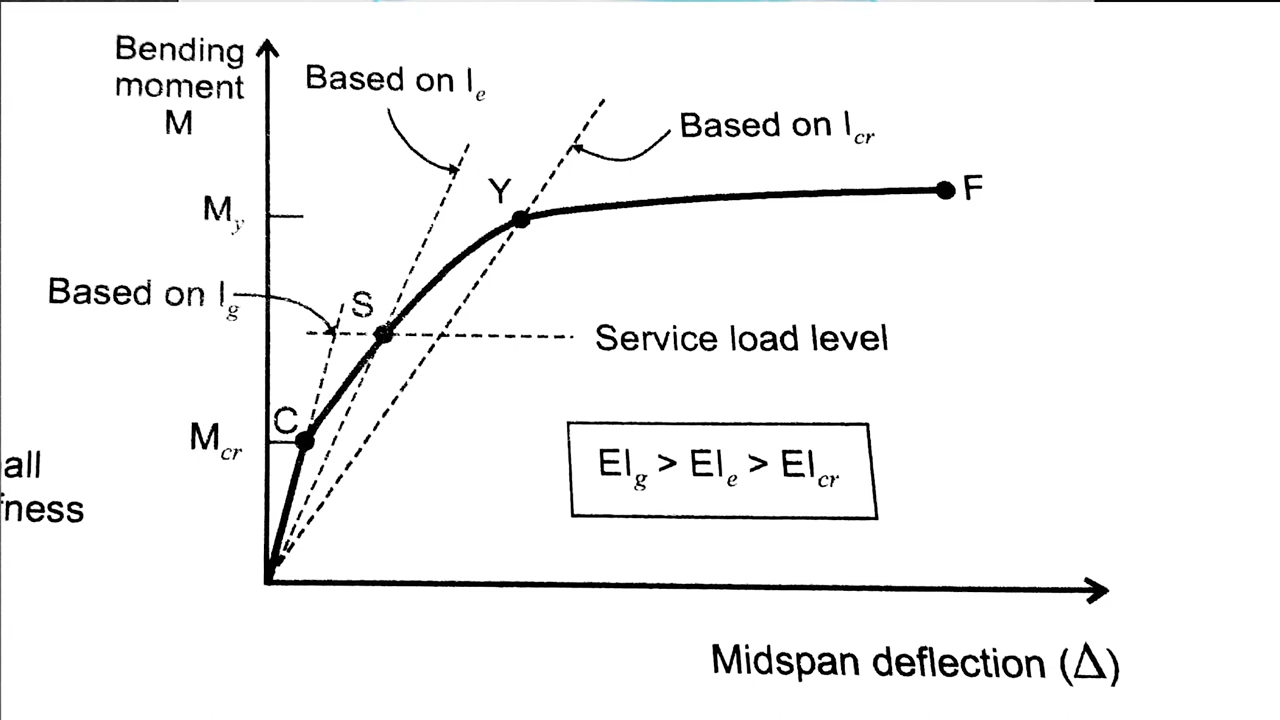 Bending
moment
M
Based on Ie
Based on Icr
Y
F
My
Based on Ig
S
Service load level
C
Mcr
all
fness
EIg > EIe > EIcr
Midspan deflection (Δ)